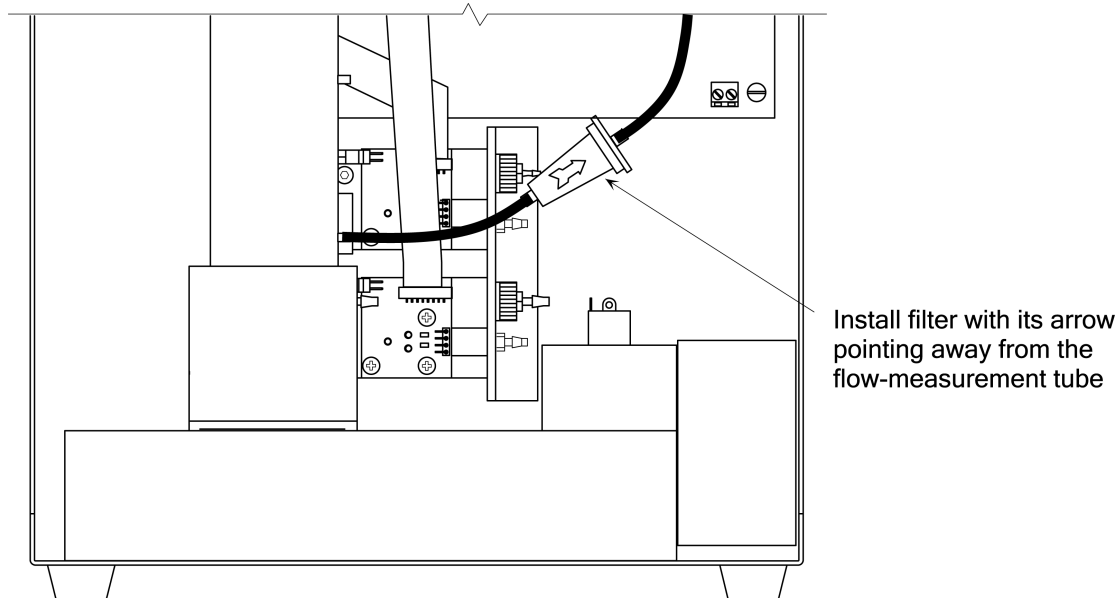 Install filter with its arrow
pointing away from the
flow-measurement tube